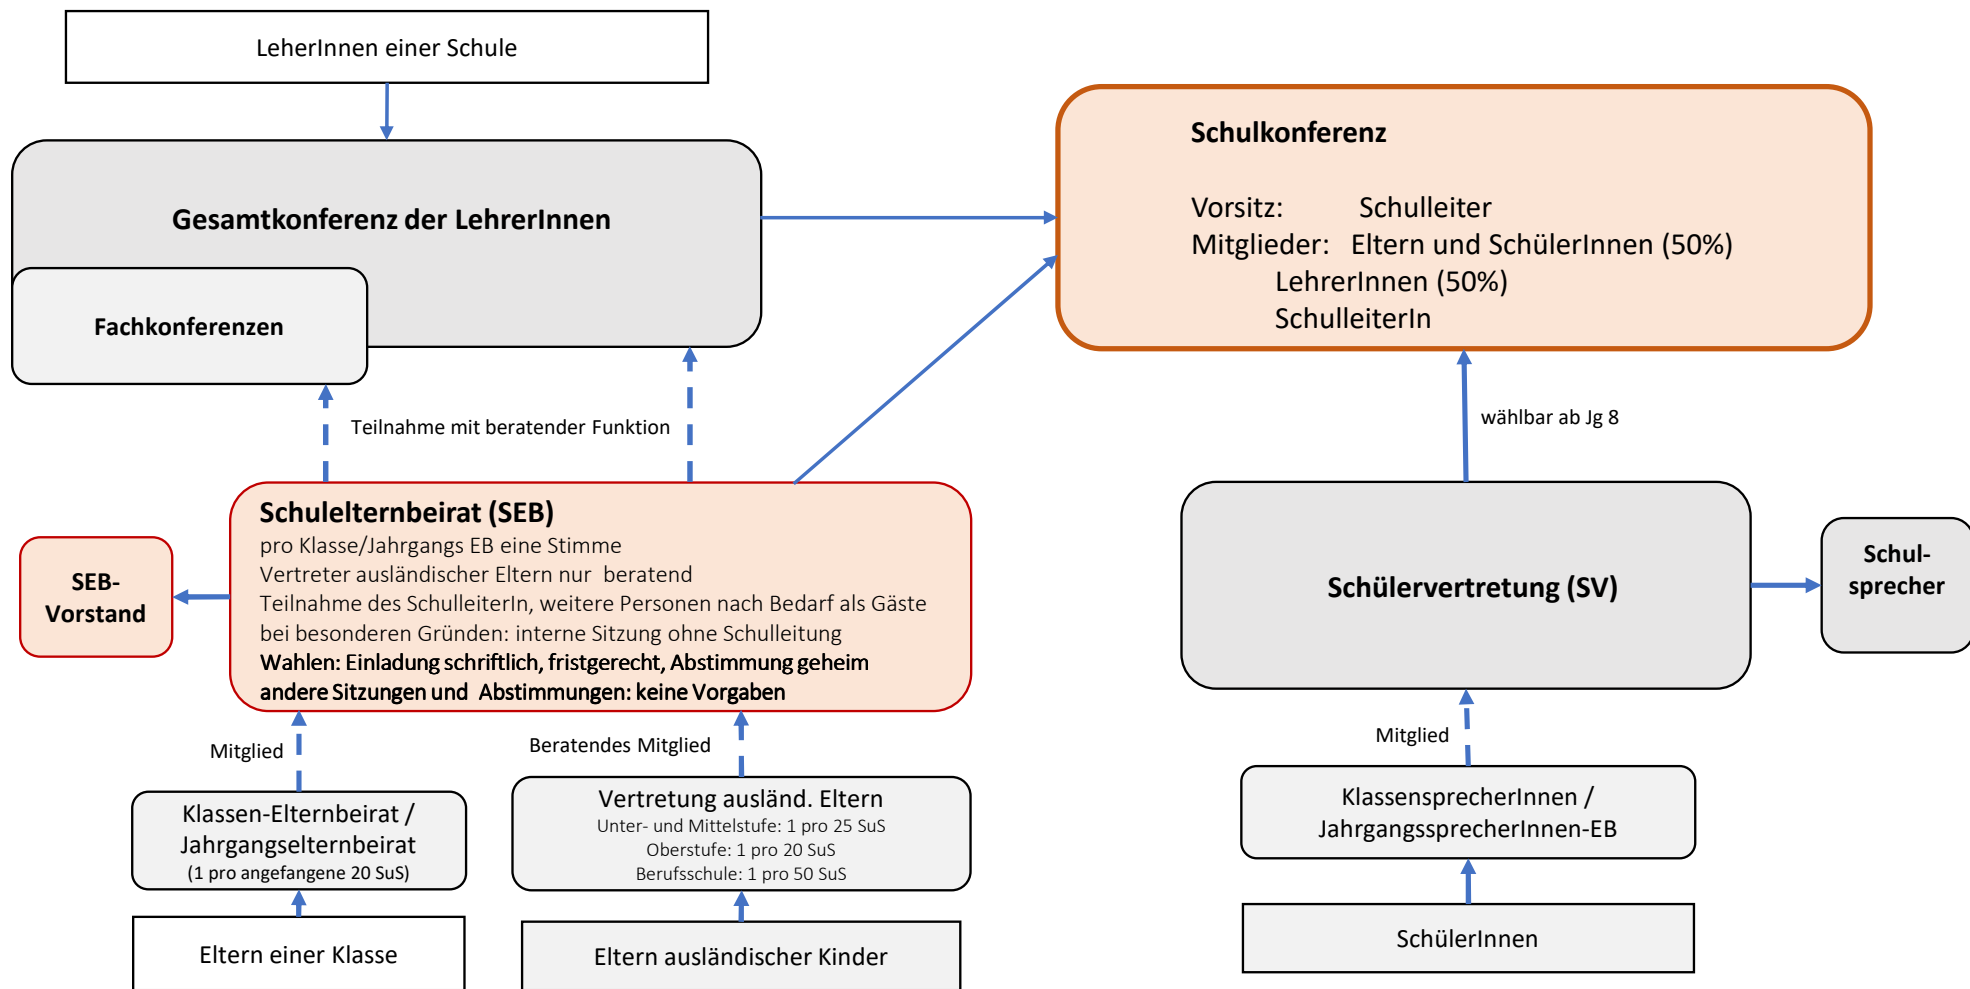 LeherInnen einer Schule
Gesamtkonferenz der LehrerInnen
Fachkonferenzen
Schulkonferenz
Vorsitz: Schulleiter
Mitglieder: Eltern und SchülerInnen (50%)
LehrerInnen (50%)
SchulleiterIn
Teilnahme mit beratender Funktion
wählbar ab Jg 8
Schulelternbeirat (SEB)
pro Klasse/Jahrgangs EB eine Stimme
Vertreter ausländischer Eltern nur beratend
Teilnahme des SchulleiterIn, weitere Personen nach Bedarf als Gäste
bei besonderen Gründen: interne Sitzung ohne Schulleitung
Wahlen: Einladung schriftlich, fristgerecht, Abstimmung geheim
andere Sitzungen und Abstimmungen: keine Vorgaben
SEB-
Vorstand
Schülervertretung (SV)
Schul-
sprecher
Mitglied
Beratendes Mitglied
Mitglied
Klassen-Elternbeirat /
Jahrgangselternbeirat
(1 pro angefangene 20 SuS)
Vertretung ausländ. Eltern
Unter- und Mittelstufe: 1 pro 25 SuS
Oberstufe: 1 pro 20 SuS
Berufsschule: 1 pro 50 SuS
KlassensprecherInnen /
JahrgangssprecherInnen-EB
Eltern einer Klasse
Eltern ausländischer Kinder
SchülerInnen